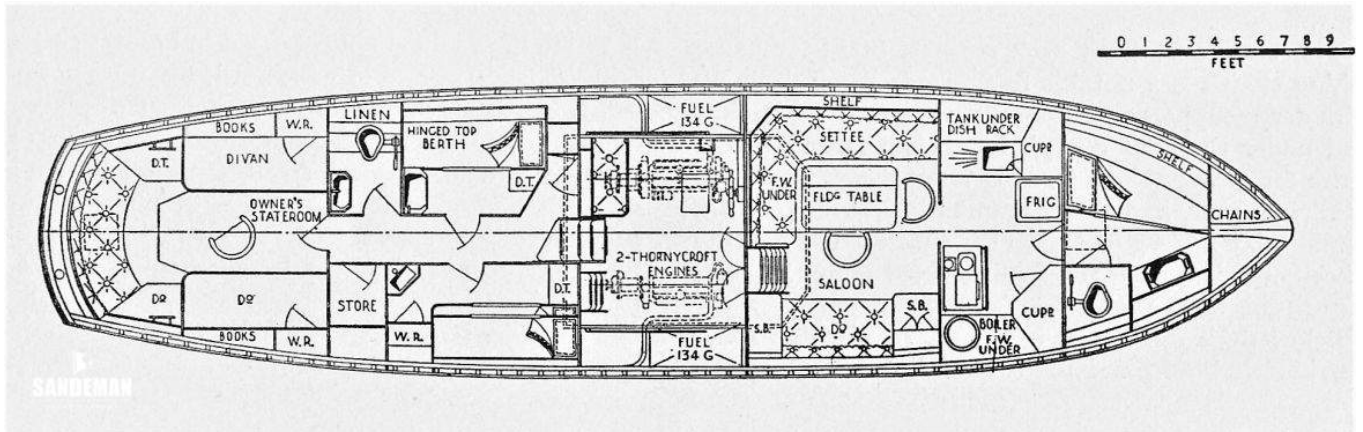 0 1 2 3 4 5 6 7 8 9
FEET
BOOKS
W.R.
LINEN
HINGED TOP
BERTH
FUEL
134 G
SHELF
SETTEE
TANK UNDER
DISH RACK
CUPD
SHELF
D.T.
DIVAN
D.T.
F.W.
UNDER
FLDG TABLE
FRIG
CHAINS
OWNER'S
STATEROOM
2-THORNYCROFT
ENGINES
SALOON
DO
DO
STORE
D.T.
S.B.
DO
S.B.
CUPD
BOOKS
W.R.
W.R.
FUEL
134 G
BOILER
F.W.
UNDER
SANDEMAN